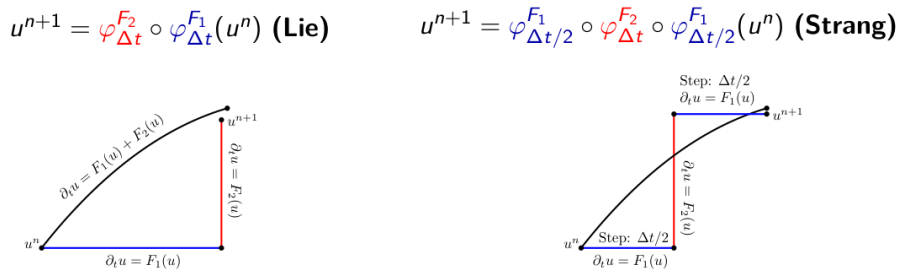 u^{n+1} = φ^{F_2}_{Δt} ∘ φ^{F_1}_{Δt}(u^n) (Lie)
∂_t u = F_1(u) + F_2(u)
u^{n+1}
∂_t u = F_2(u)
u^n
∂_t u = F_1(u)
u^{n+1} = φ^{F_1}_{Δt/2} ∘ φ^{F_2}_{Δt} ∘ φ^{F_1}_{Δt/2}(u^n) (Strang)
Step: Δt/2
∂_t u = F_1(u)
u^{n+1}
∂_t u = F_2(u)
Step: Δt/2
u^n
∂_t u = F_1(u)